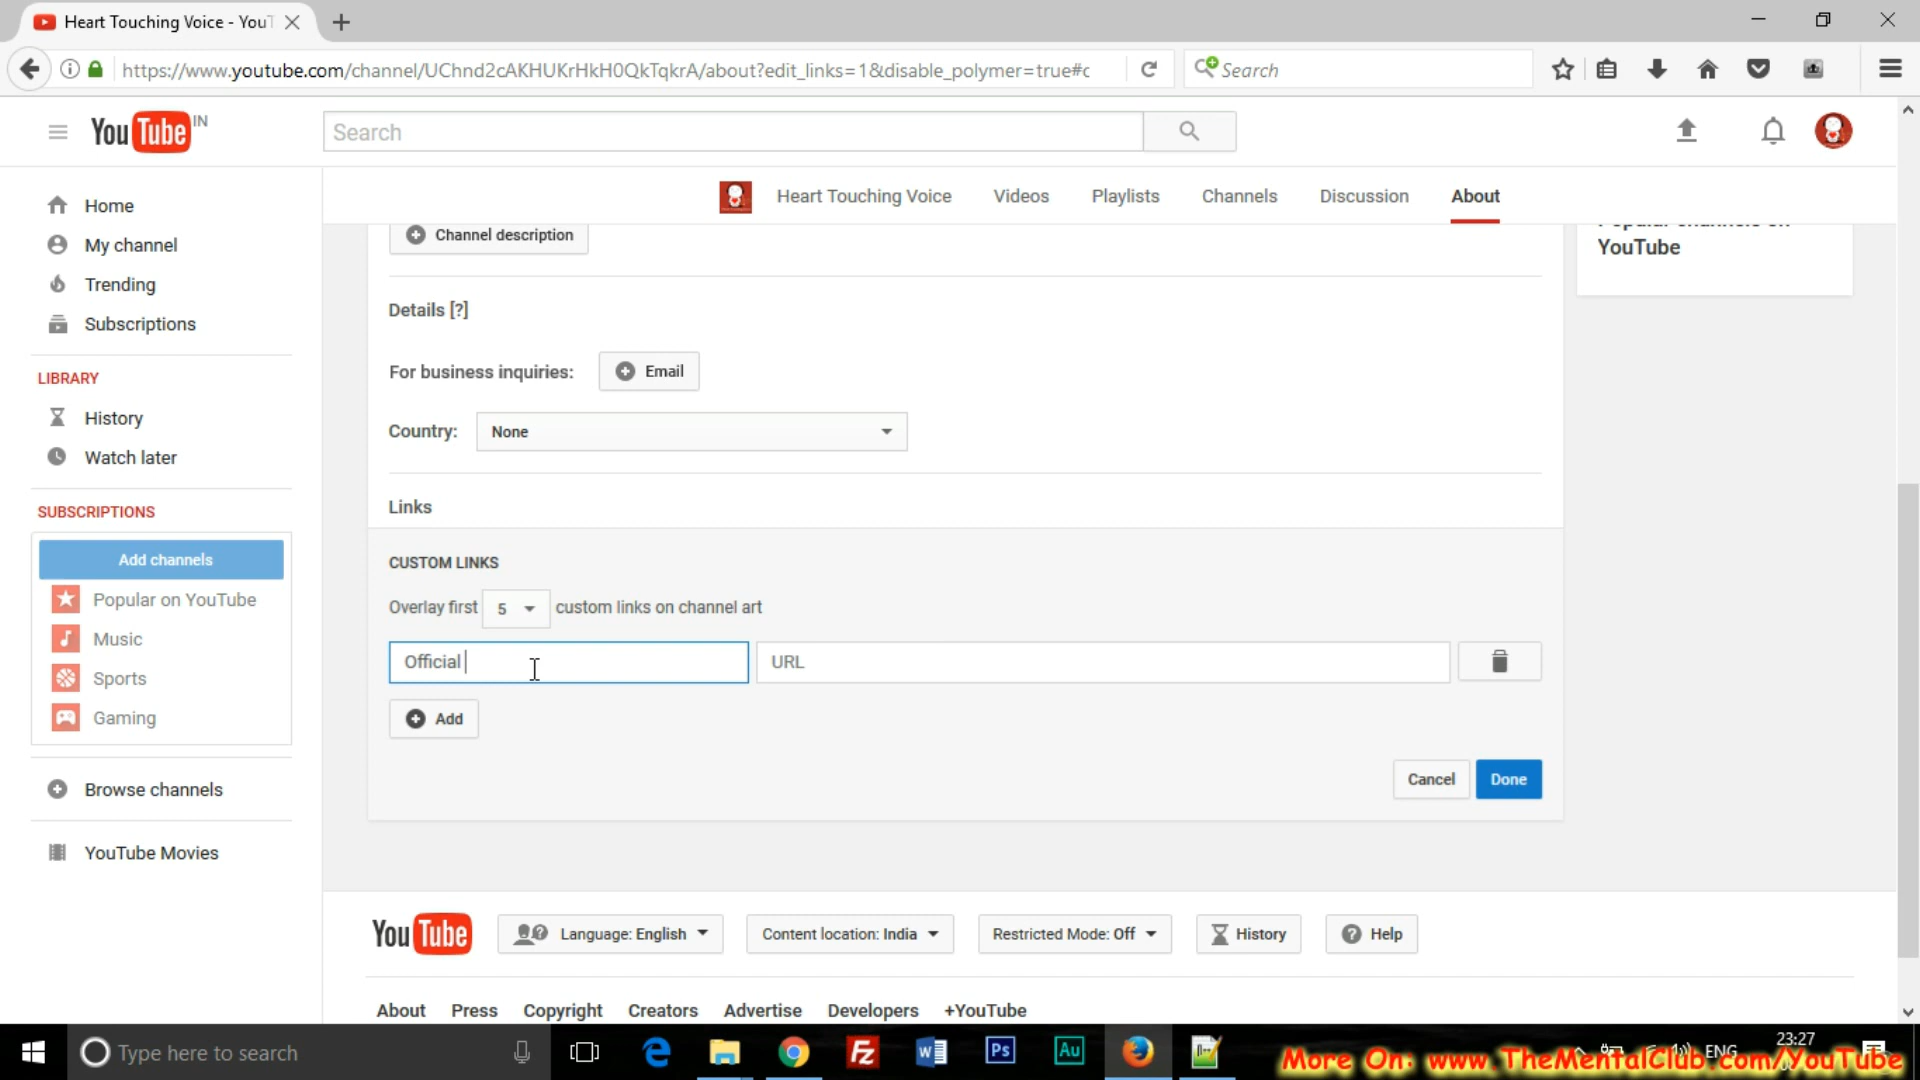 Heart Touching Voice - YouT
https://www.youtube.com/channel/UChnd2cAKHUKrHkH0QkTqkrA/about?edit_links=1&disable_polymer=true#c
Search
YouTube IN
Search
Heart Touching Voice
Videos
Playlists
Channels
Discussion
About
Home
My channel
Trending
Subscriptions
LIBRARY
History
Watch later
SUBSCRIPTIONS
Add channels
Popular on YouTube
Music
Sports
Gaming
Browse channels
YouTube Movies
Channel description
Details [?]
For business inquiries:
Email
Country:
None
Links
CUSTOM LINKS
Overlay first 5 custom links on channel art
Official
URL
Add
Cancel
Done
Popular channels on
YouTube
YouTube
Language: English
Content location: India
Restricted Mode: Off
History
Help
About
Press
Copyright
Creators
Advertise
Developers
+YouTube
Type here to search
Ps
Au
ENG
23:27
More On: www.TheMentalClub.com/YouTube